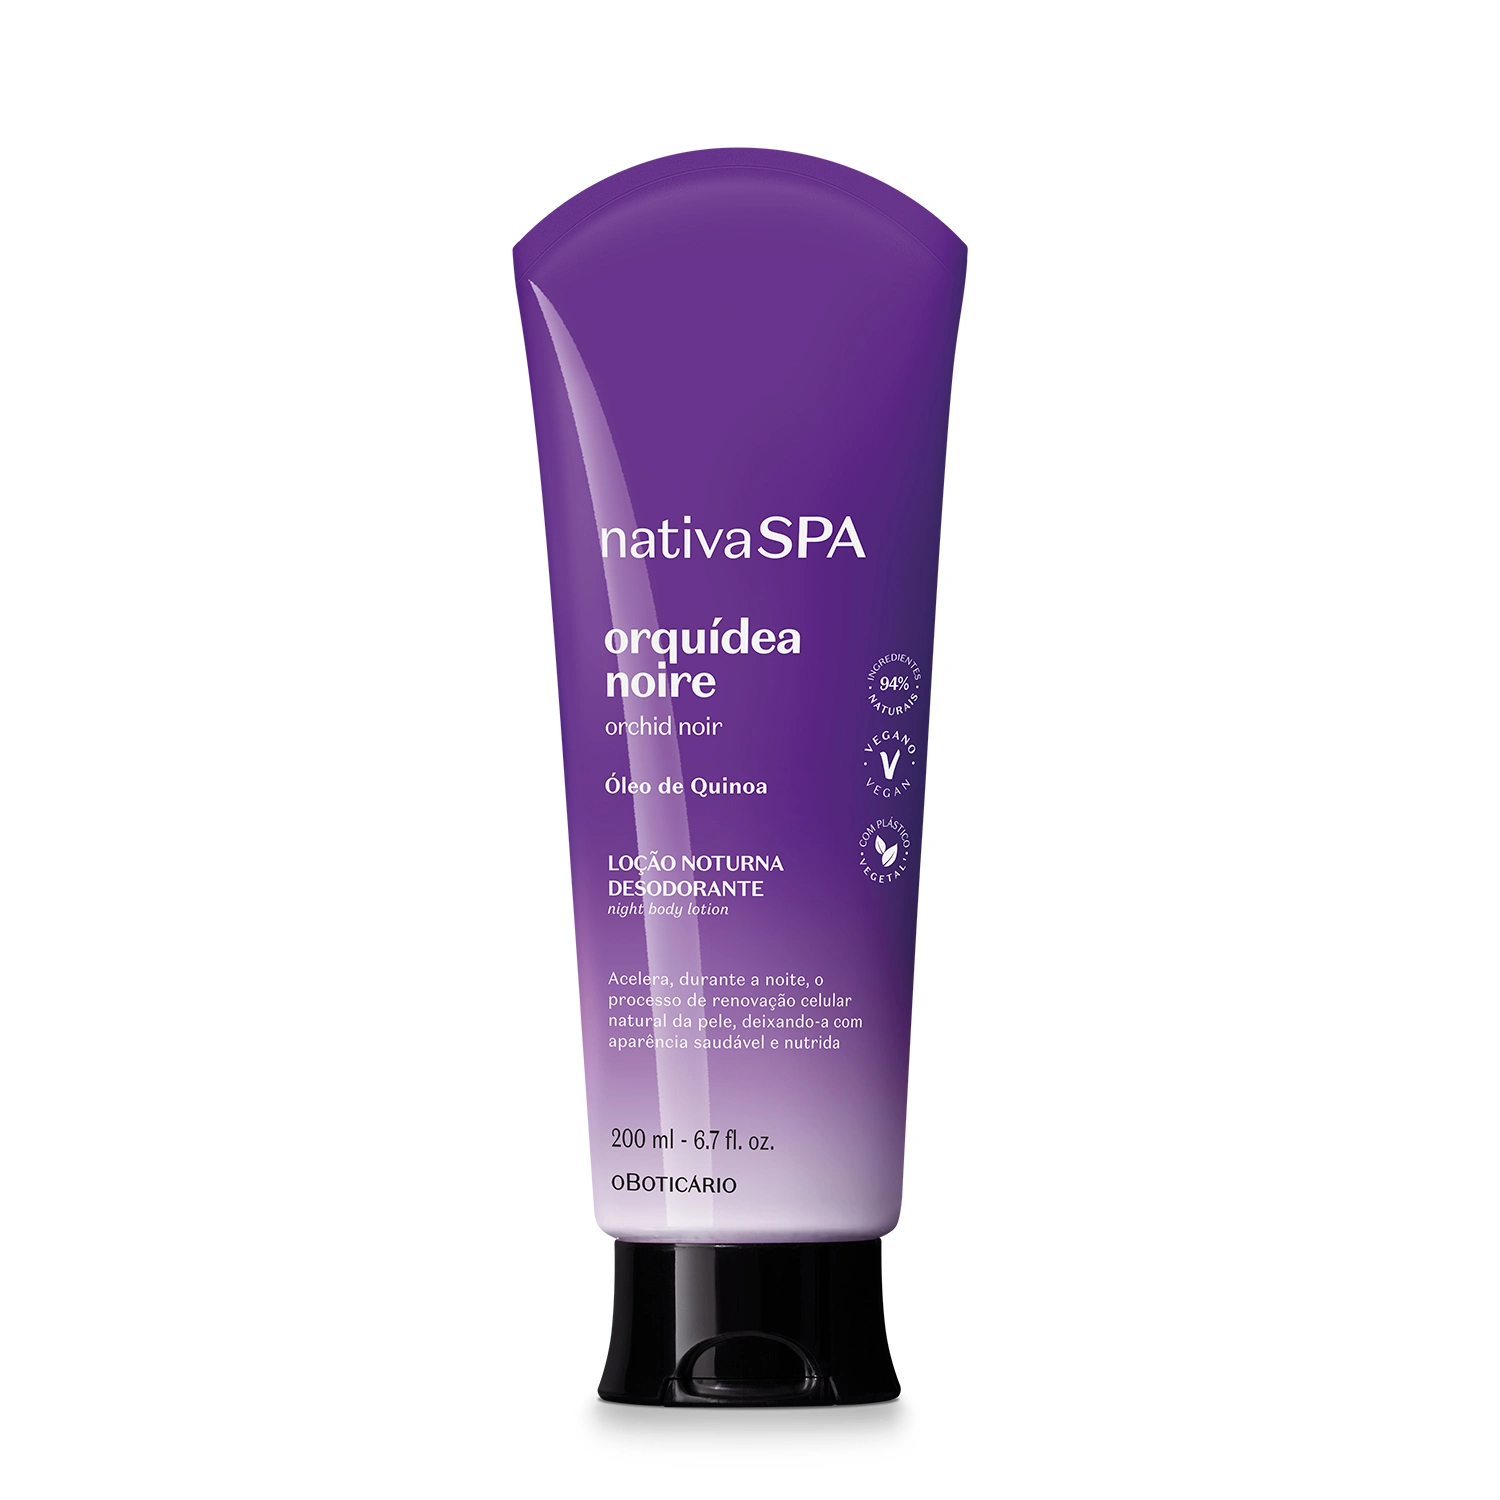 nativaSPA
orquídea
noire
orchid noir
Óleo de Quinoa
INGREDIENTES
94%
NATURAIS
VEGANO
V
VEGAN
COM PLÁSTICO
VEGETAL¹
LOÇÃO NOTURNA
DESODORANTE
night body lotion
Acelera, durante a noite, o
processo de renovação celular
natural da pele, deixando-a com
aparência saudável e nutrida
200 ml - 6.7 fl. oz.
oBOTICÁRIO